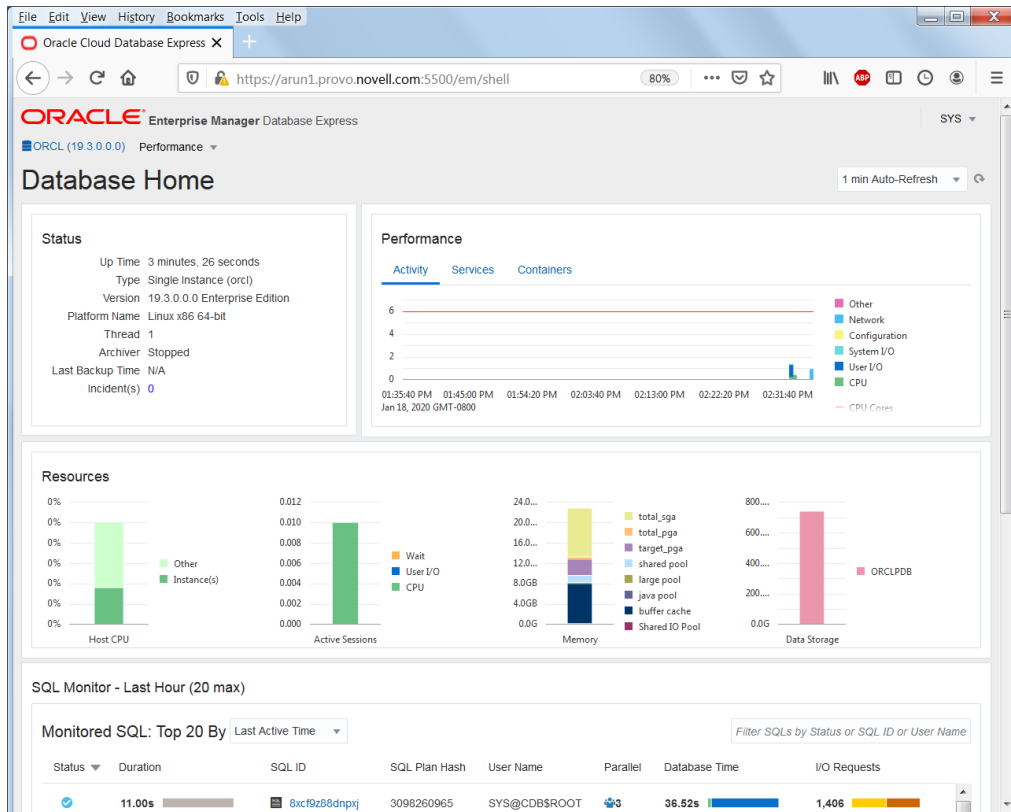 File Edit View History Bookmarks Tools Help
Oracle Cloud Database Express
https://arun1.provo.novell.com:5500/em/shell 80%
ABP
ORACLE Enterprise Manager Database Express SYS
ORCL (19.3.0.0.0) Performance
Database Home 1 min Auto-Refresh
Status
Up Time 3 minutes, 26 seconds
Type Single Instance (orcl)
Version 19.3.0.0.0 Enterprise Edition
Platform Name Linux x86 64-bit
Thread 1
Archiver Stopped
Last Backup Time N/A
Incident(s) 0
Performance
Activity Services Containers
6
4
2
0
01:35:40 PM 01:45:00 PM 01:54:20 PM 02:03:40 PM 02:13:00 PM 02:22:20 PM 02:31:40 PM
Jan 18, 2020 GMT-0800
Other
Network
Configuration
System I/O
User I/O
CPU
CPU Cores
Resources
0%
0%
0%
0%
0%
0%
0%
Host CPU
Other
Instance(s)
0.012
0.010
0.008
0.006
0.004
0.002
0.000
Active Sessions
Wait
User I/O
CPU
24.0...
20.0...
16.0...
12.0...
8.0GB
4.0GB
0.0G
Memory
total_sga
total_pga
target_pga
shared pool
large pool
java pool
buffer cache
Shared IO Pool
800....
600....
400....
200....
0.0G
Data Storage
ORCLPDB
SQL Monitor - Last Hour (20 max)
Monitored SQL: Top 20 By Last Active Time Filter SQLs by Status or SQL ID or User Name
Status Duration SQL ID SQL Plan Hash User Name Parallel Database Time I/O Requests
11.00s 8xcf9z88dnpxj 3098260965 SYS@CDB$ROOT 3 36.52s 1,406